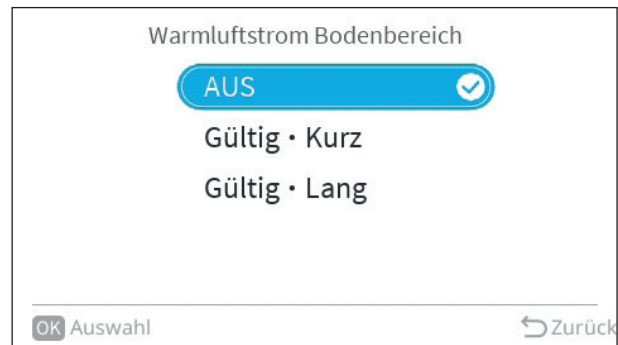 Warmluftstrom Bodenbereich
AUS
Gültig・Kurz
Gültig・Lang
OK Auswahl
Zurück